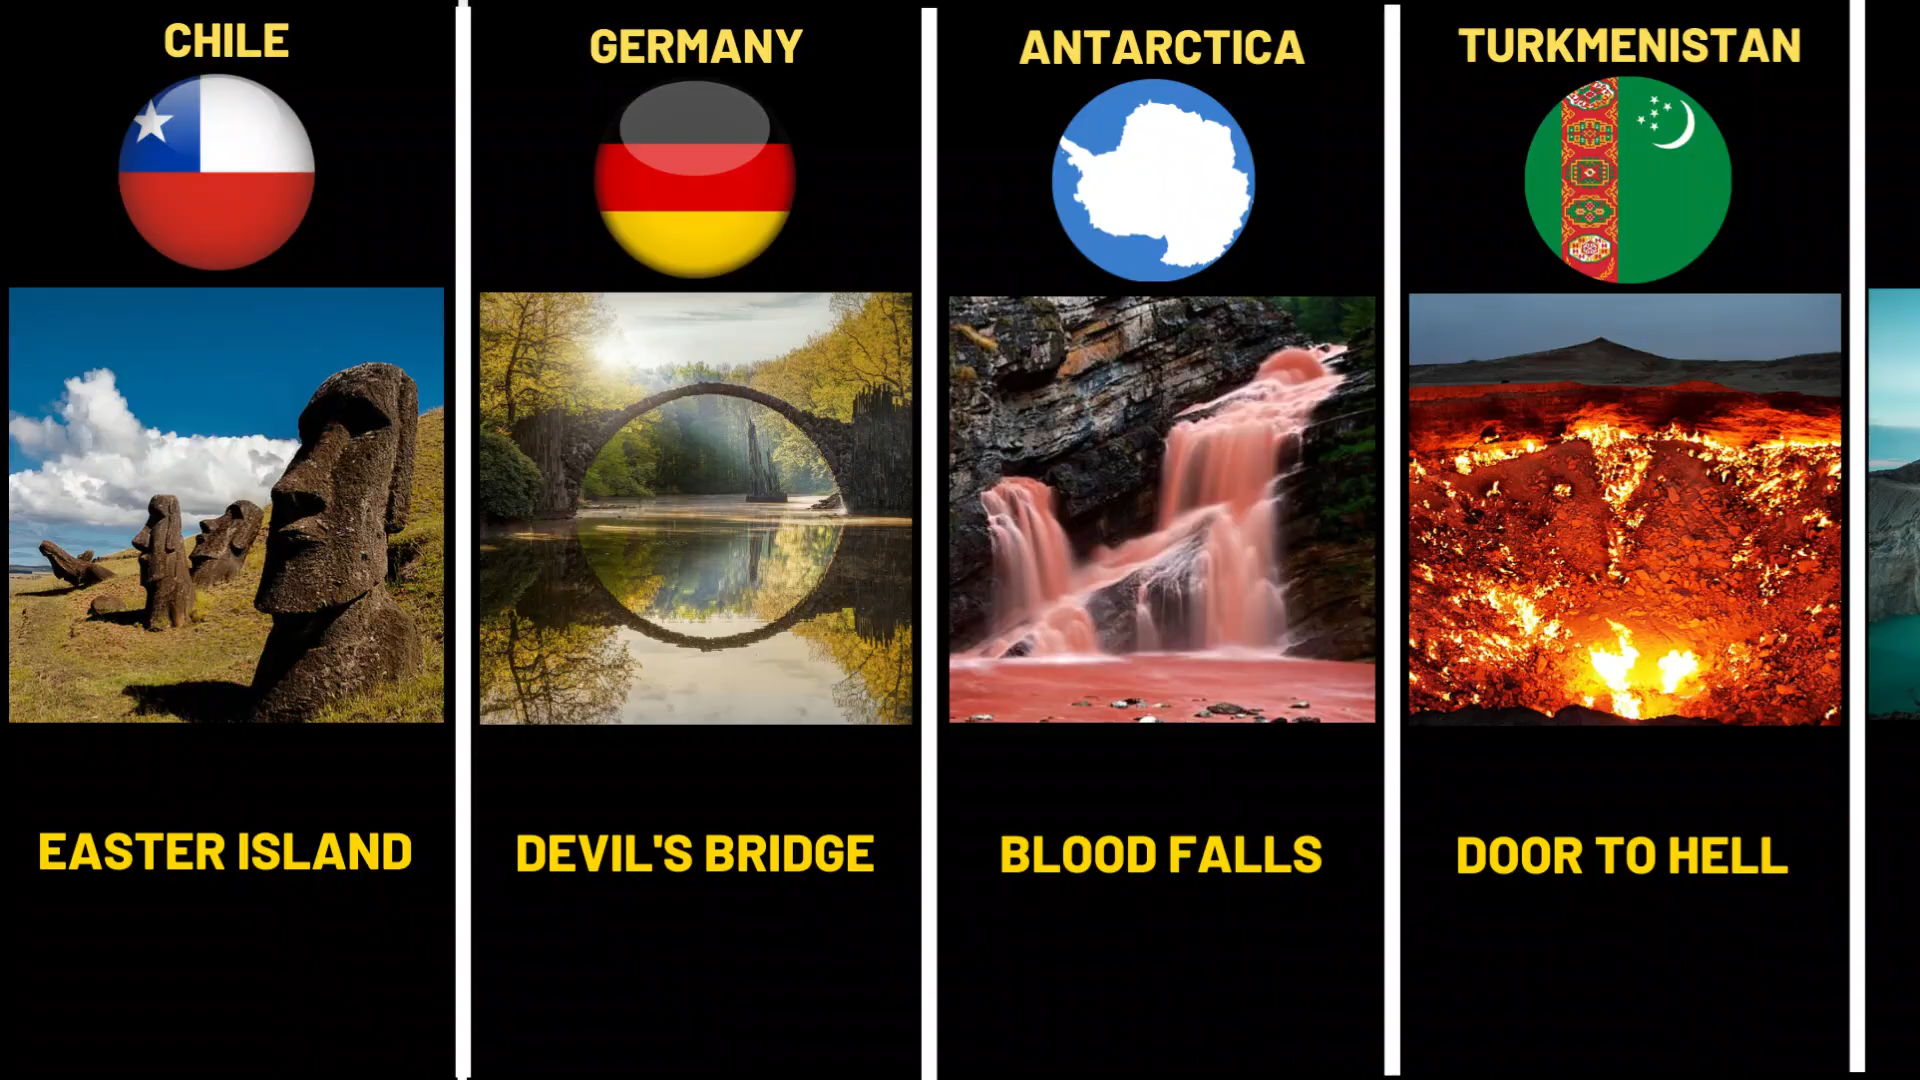 CHILE
GERMANY
ANTARCTICA
TURKMENISTAN
EASTER ISLAND
DEVIL'S BRIDGE
BLOOD FALLS
DOOR TO HELL